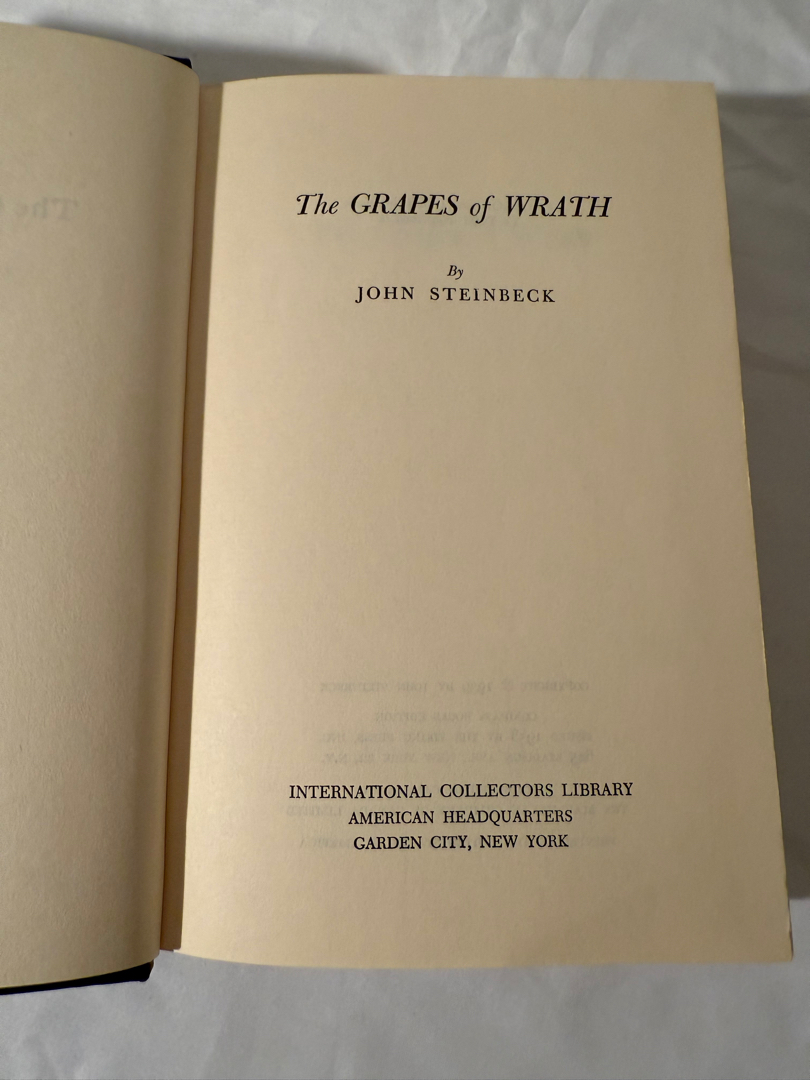 The GRAPES of WRATH
By
JOHN STEINBECK
INTERNATIONAL COLLECTORS LIBRARY
AMERICAN HEADQUARTERS
GARDEN CITY, NEW YORK